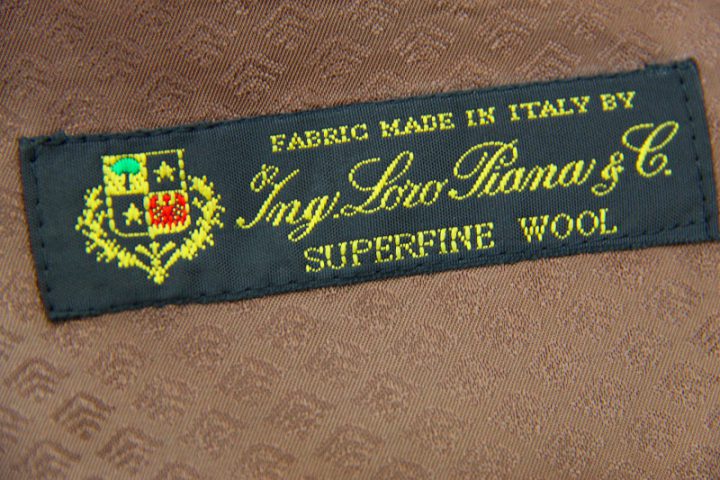 FABRIC MADE IN ITALY BY
Ing. Loro Piana & C.
SUPERFINE WOOL